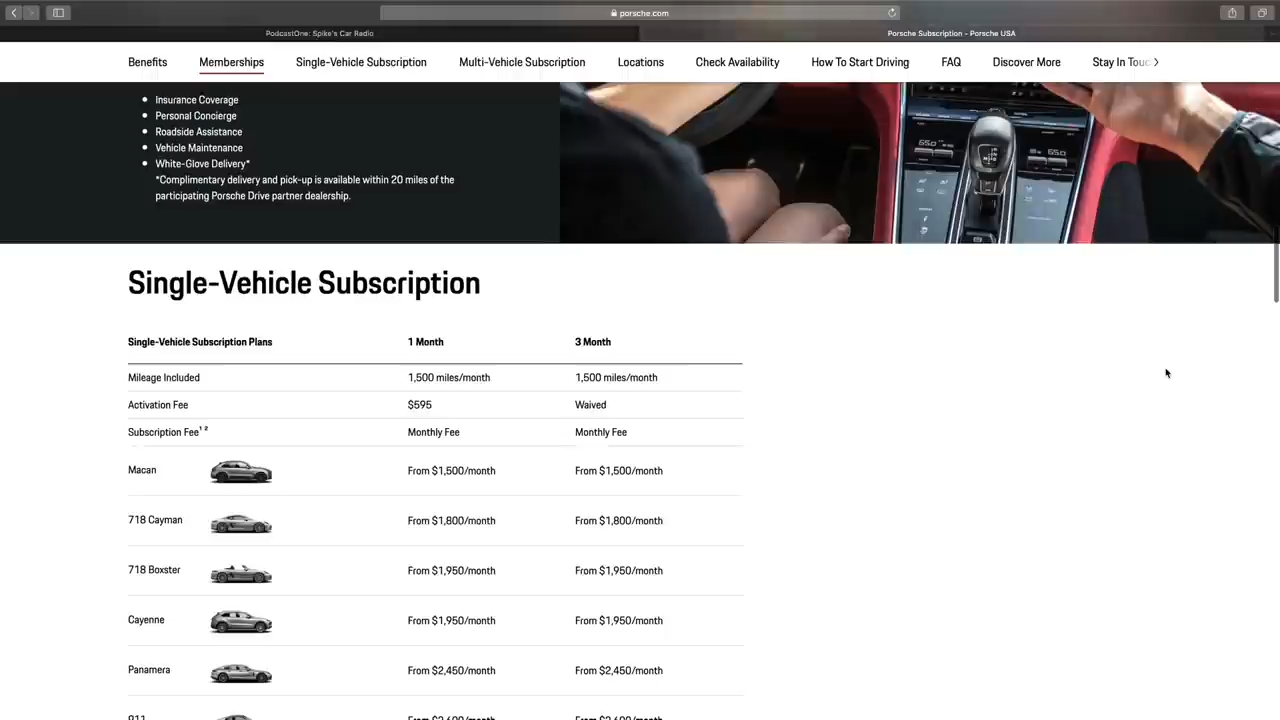 porsche.com
PodcastOne: Spike's Car Radio
Porsche Subscription - Porsche USA
Benefits Memberships Single-Vehicle Subscription Multi-Vehicle Subscription Locations Check Availability How To Start Driving FAQ Discover More Stay In Touc
Insurance Coverage
Personal Concierge
Roadside Assistance
Vehicle Maintenance
White-Glove Delivery*
*Complimentary delivery and pick-up is available within 20 miles of the
participating Porsche Drive partner dealership.
650 650
Single-Vehicle Subscription
Single-Vehicle Subscription Plans 1 Month 3 Month
Mileage Included 1,500 miles/month 1,500 miles/month
Activation Fee $595 Waived
Subscription Fee¹ ² Monthly Fee Monthly Fee
Macan From $1,500/month From $1,500/month
718 Cayman From $1,800/month From $1,800/month
718 Boxster From $1,950/month From $1,950/month
Cayenne From $1,950/month From $1,950/month
Panamera From $2,450/month From $2,450/month
911